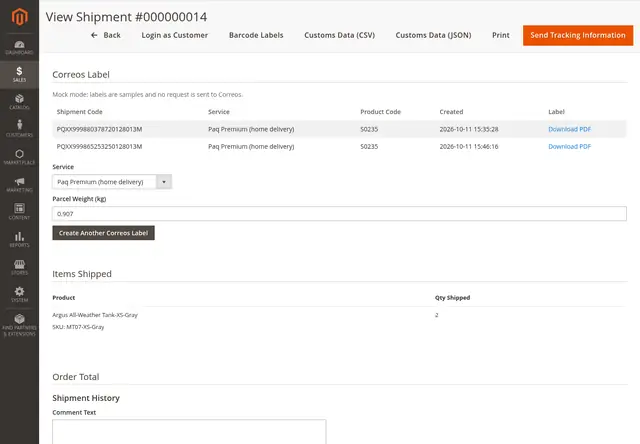 View Shipment #000000014
Back Login as Customer Barcode Labels Customs Data (CSV) Customs Data (JSON) Print Send Tracking Information
DASHBOARD
SALES
CATALOG
CUSTOMERS
MARKETPLACE
MARKETING
CONTENT
REPORTS
STORES
SYSTEM
FIND PARTNERS
& EXTENSIONS
Correos Label
Mock mode: labels are samples and no request is sent to Correos.
Shipment Code Service Product Code Created Label
PQXX999880378720128013M Paq Premium (home delivery) S0235 2026-10-11 15:35:28 Download PDF
PQXX999865253250128013M Paq Premium (home delivery) S0235 2026-10-11 15:46:16 Download PDF
Service
Paq Premium (home delivery)
Parcel Weight (kg)
0.907
Create Another Correos Label
Items Shipped
Product Qty Shipped
Argus All-Weather Tank-XS-Gray 2
SKU: MT07-XS-Gray
Order Total
Shipment History
Comment Text